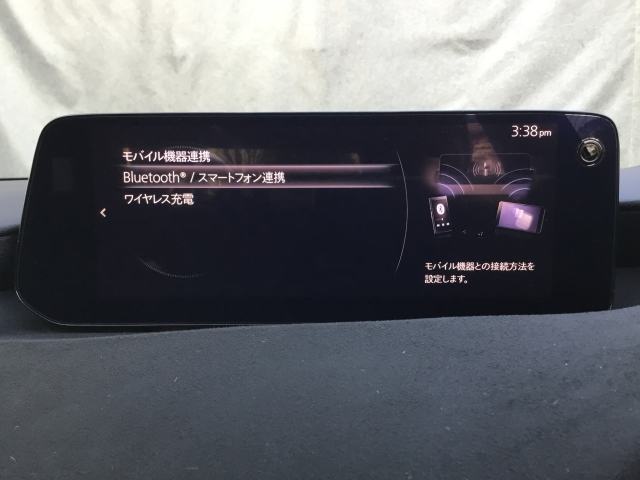 3:38 pm
モバイル機器連携
Bluetooth® / スマートフォン連携
ワイヤレス充電
モバイル機器との接続方法を
設定します。